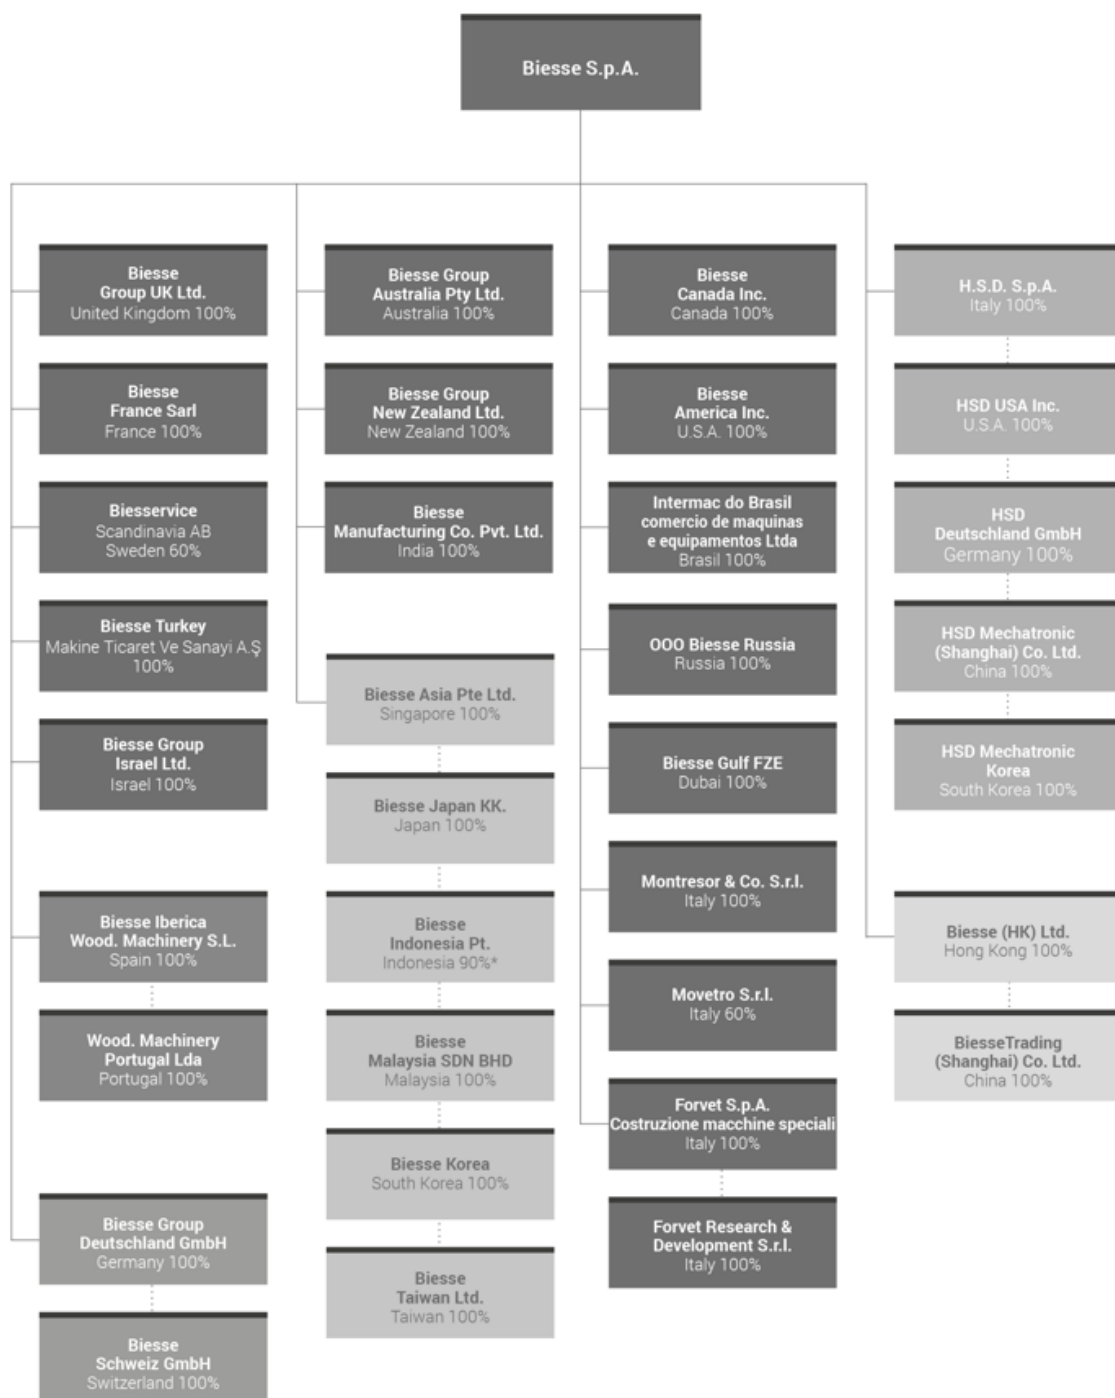 Biesse S.p.A.
Biesse
Group UK Ltd.
United Kingdom 100%
Biesse
France Sarl
France 100%
Biesservice
Scandinavia AB
Sweden 60%
Biesse Turkey
Makine Ticaret Ve Sanayi A.Ş
100%
Biesse Group
Israel Ltd.
Israel 100%
Biesse Iberica
Wood. Machinery S.L.
Spain 100%
Wood. Machinery
Portugal Lda
Portugal 100%
Biesse Group
Deutschland GmbH
Germany 100%
Biesse
Schweiz GmbH
Switzerland 100%
Biesse Group
Australia Pty Ltd.
Australia 100%
Biesse Group
New Zealand Ltd.
New Zealand 100%
Biesse
Manufacturing Co. Pvt. Ltd.
India 100%
Biesse Asia Pte Ltd.
Singapore 100%
Biesse Japan KK.
Japan 100%
Biesse
Indonesia Pt.
Indonesia 90%*
Biesse
Malaysia SDN BHD
Malaysia 100%
Biesse Korea
South Korea 100%
Biesse
Taiwan Ltd.
Taiwan 100%
Biesse
Canada Inc.
Canada 100%
Biesse
America Inc.
U.S.A. 100%
Intermac do Brasil
comercio de maquinas
e equipamentos Ltda
Brasil 100%
OOO Biesse Russia
Russia 100%
Biesse Gulf FZE
Dubai 100%
Montresor & Co. S.r.l.
Italy 100%
Movetro S.r.l.
Italy 60%
Forvet S.p.A.
Costruzione macchine speciali
Italy 100%
Forvet Research &
Development S.r.l.
Italy 100%
H.S.D. S.p.A.
Italy 100%
HSD USA Inc.
U.S.A. 100%
HSD
Deutschland GmbH
Germany 100%
HSD Mechatronic
(Shanghai) Co. Ltd.
China 100%
HSD Mechatronic
Korea
South Korea 100%
Biesse (HK) Ltd.
Hong Kong 100%
BiesseTrading
(Shanghai) Co. Ltd.
China 100%